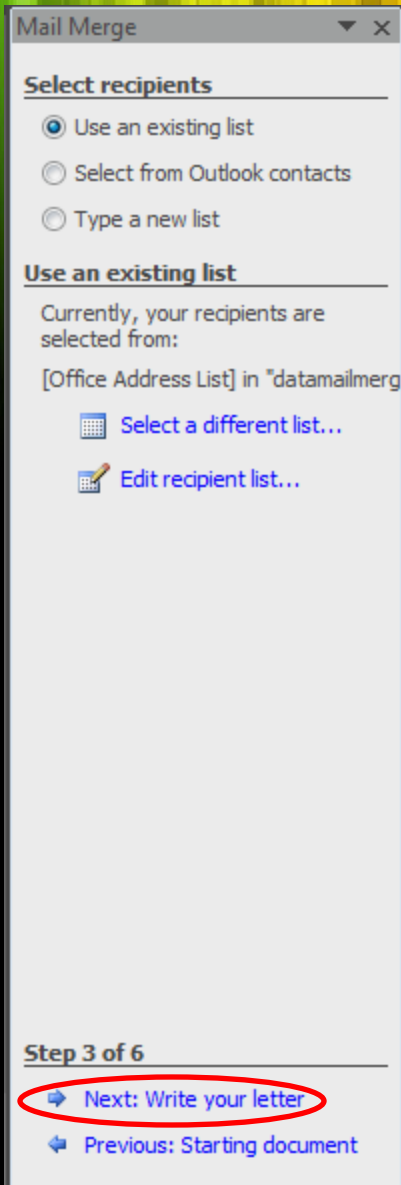 Mail Merge
Select recipients
Use an existing list
Select from Outlook contacts
Type a new list
Use an existing list
Currently, your recipients are
selected from:
[Office Address List] in "datamailmerg
Select a different list...
Edit recipient list...
Step 3 of 6
Next: Write your letter
Previous: Starting document